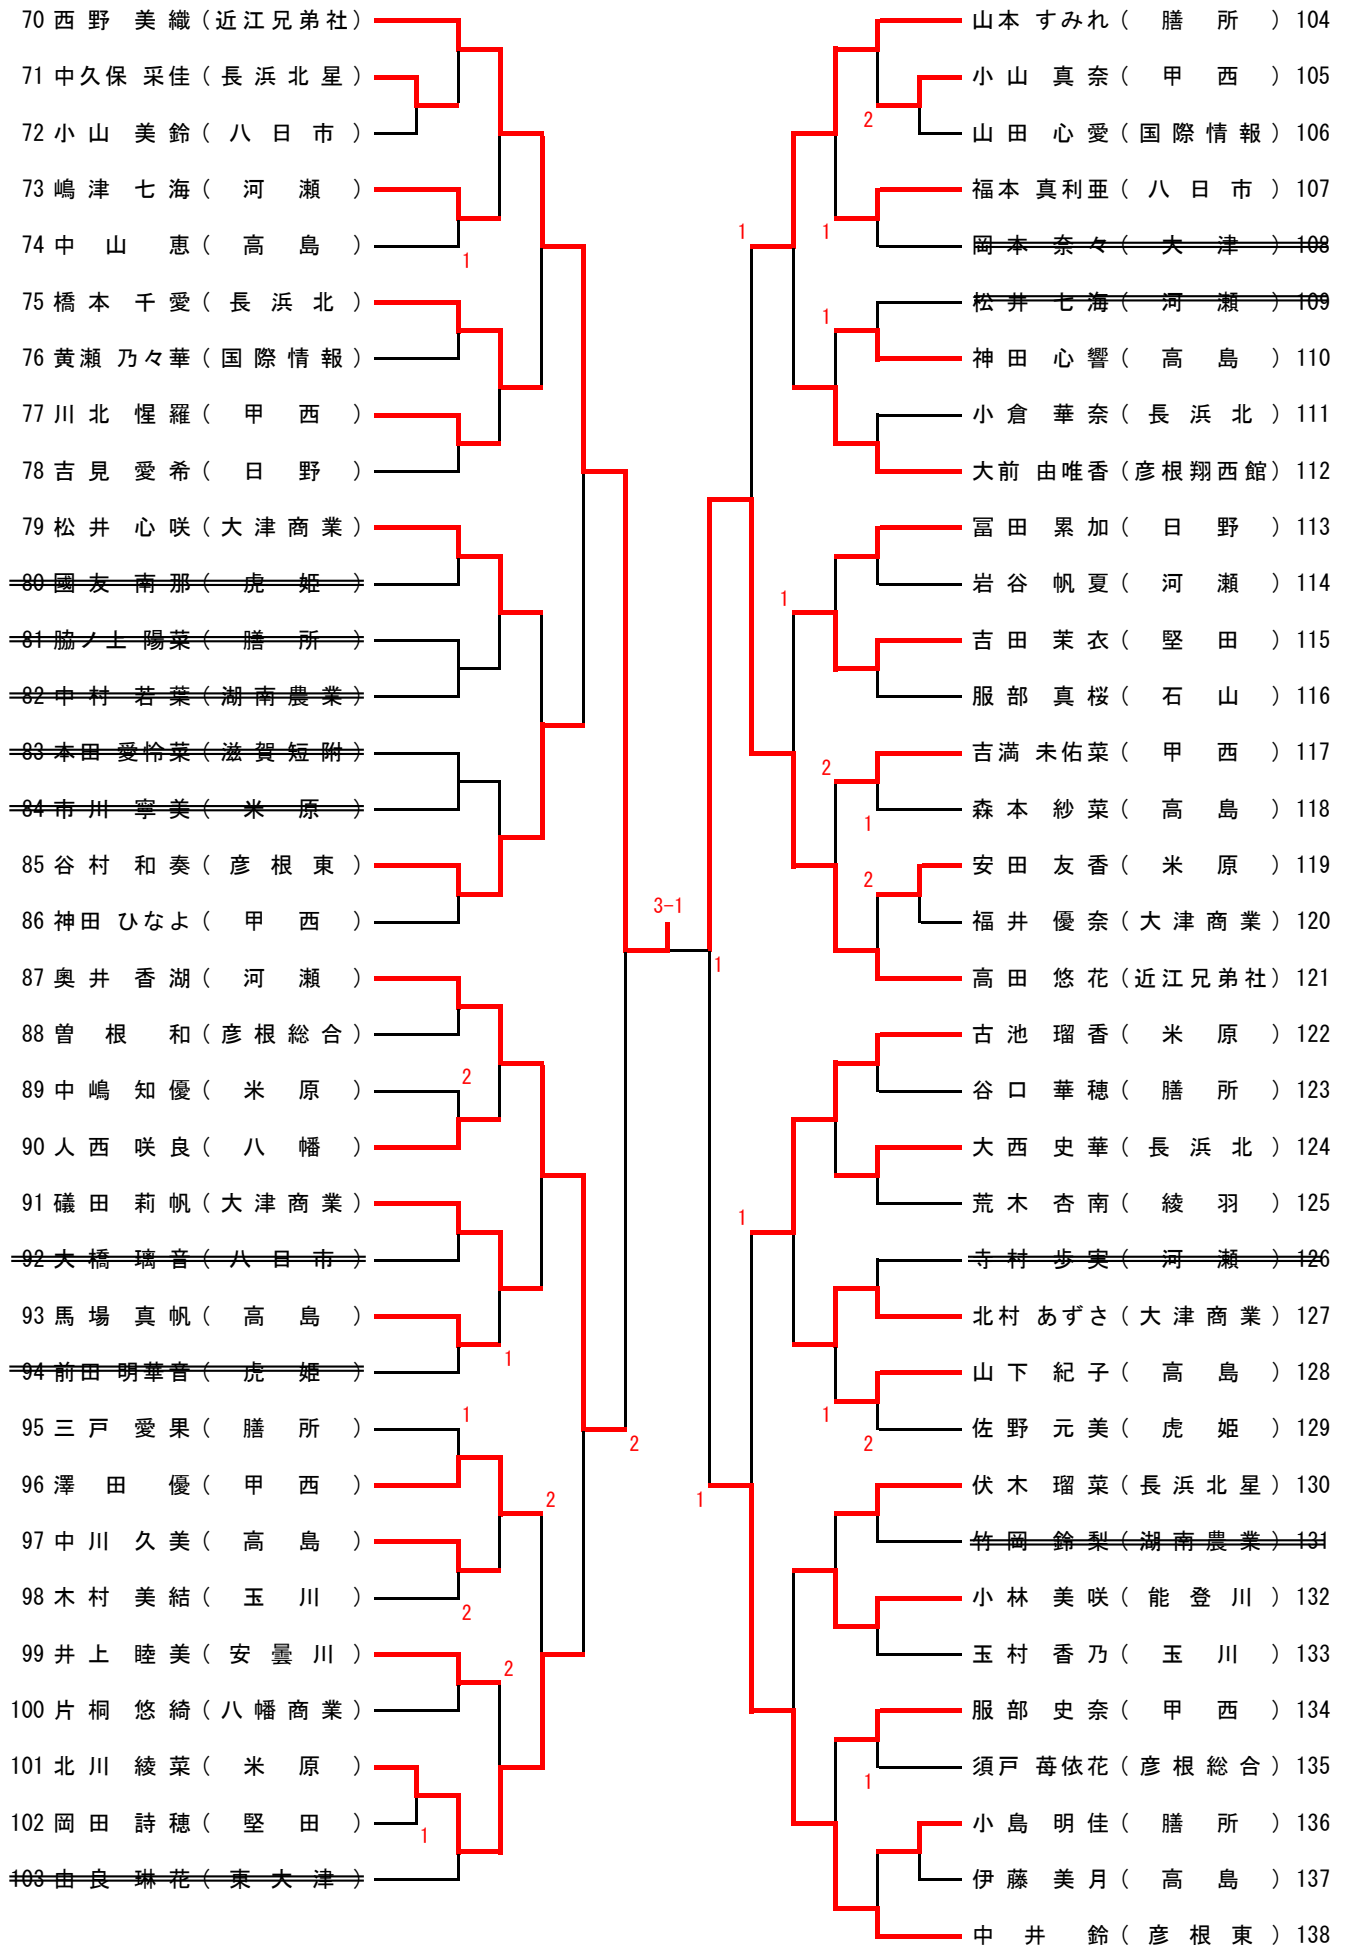 70 西野 美織 (近江兄弟社)
71 中久保 采佳 (長浜北星)
72 小山 美鈴 (八日市)
73 嶋津 七海 (河瀬)
74 中山 恵 (高島)
1
75 橋本 千愛 (長浜北)
76 黄瀬 乃々華 (国際情報)
77 川北 惺羅 (甲西)
78 吉見 愛希 (日野)
79 松井 心咲 (大津商業)
80 國友 南那 (虎姫)
81 脇ノ上 陽菜 (膳所)
82 中村 若葉 (湖南農業)
83 本田 愛怜菜 (滋賀短附)
84 市川 寧美 (米原)
85 谷村 和奏 (彦根東)
86 神田 ひなよ (甲西)
87 奥井 香湖 (河瀬)
88 曽根 和 (彦根総合)
2
89 中嶋 知優 (米原)
90 人西 咲良 (八幡)
91 礒田 莉帆 (大津商業)
92 大橋 璃音 (八日市)
93 馬場 真帆 (高島)
1
94 前田 明華音 (虎姫)
1
95 三戸 愛果 (膳所)
2
96 澤田 優 (甲西)
2
97 中川 久美 (高島)
98 木村 美結 (玉川)
2
99 井上 睦美 (安曇川)
2
100 片桐 悠綺 (八幡商業)
101 北川 綾菜 (米原)
102 岡田 詩穂 (堅田)
1
103 由良 琳花 (東大津)
3-1
1
1
山本 すみれ (膳所) 104
小山 真奈 (甲西) 105
2
山田 心愛 (国際情報) 106
福本 真利亜 (八日市) 107
1
1
岡本 奈々 (大津) 108
松井 七海 (河瀬) 109
1
神田 心響 (高島) 110
小倉 華奈 (長浜北) 111
大前 由唯香 (彦根翔西館) 112
冨田 累加 (日野) 113
岩谷 帆夏 (河瀬) 114
1
吉田 茉衣 (堅田) 115
服部 真桜 (石山) 116
吉満 未佑菜 (甲西) 117
2
森本 紗菜 (高島) 118
1
安田 友香 (米原) 119
2
福井 優奈 (大津商業) 120
高田 悠花 (近江兄弟社) 121
古池 瑠香 (米原) 122
谷口 華穂 (膳所) 123
大西 史華 (長浜北) 124
荒木 杏南 (綾羽) 125
1
寺村 歩実 (河瀬) 126
北村 あずさ (大津商業) 127
山下 紀子 (高島) 128
1
佐野 元美 (虎姫) 129
2
伏木 瑠菜 (長浜北星) 130
竹岡 鈴梨 (湖南農業) 131
小林 美咲 (能登川) 132
玉村 香乃 (玉川) 133
服部 史奈 (甲西) 134
須戸 苺依花 (彦根総合) 135
1
小島 明佳 (膳所) 136
伊藤 美月 (高島) 137
中井 鈴 (彦根東) 138